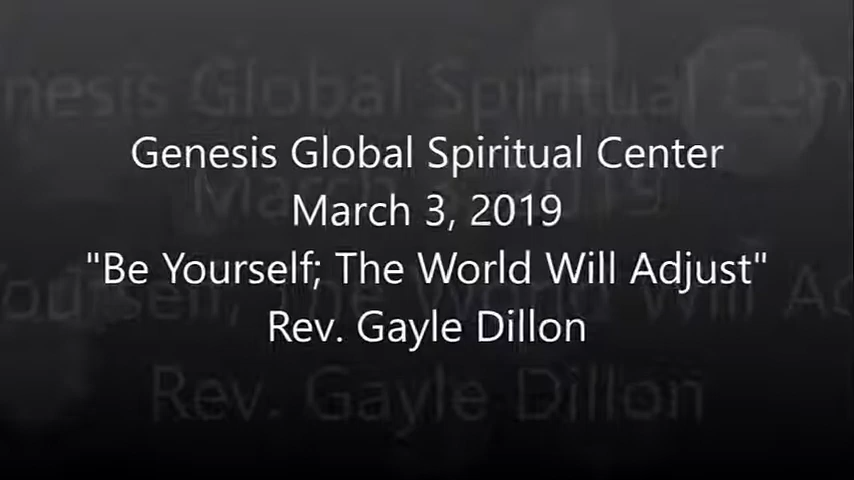 Genesis Global Spiritual Center
March 3, 2019
"Be Yourself; The World Will Adjust"
Rev. Gayle Dillon